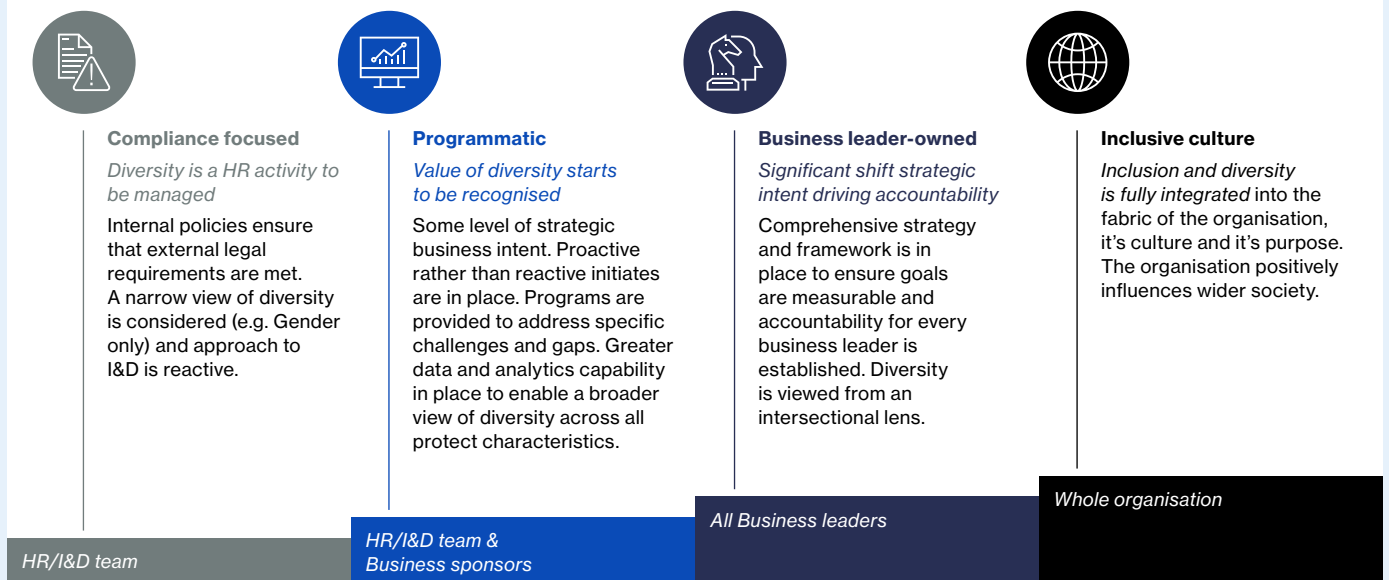 Compliance focused
Diversity is a HR activity to
be managed
Internal policies ensure
that external legal
requirements are met.
A narrow view of diversity
is considered (e.g. Gender
only) and approach to
I&D is reactive.
HR/I&D team
Programmatic
Value of diversity starts
to be recognised
Some level of strategic
business intent. Proactive
rather than reactive initiates
are in place. Programs are
provided to address specific
challenges and gaps. Greater
data and analytics capability
in place to enable a broader
view of diversity across all
protect characteristics.
HR/I&D team &
Business sponsors
Business leader-owned
Significant shift strategic
intent driving accountability
Comprehensive strategy
and framework is in
place to ensure goals
are measurable and
accountability for every
business leader is
established. Diversity
is viewed from an
intersectional lens.
All Business leaders
Inclusive culture
Inclusion and diversity
is fully integrated into the
fabric of the organisation,
it’s culture and it’s purpose.
The organisation positively
influences wider society.
Whole organisation